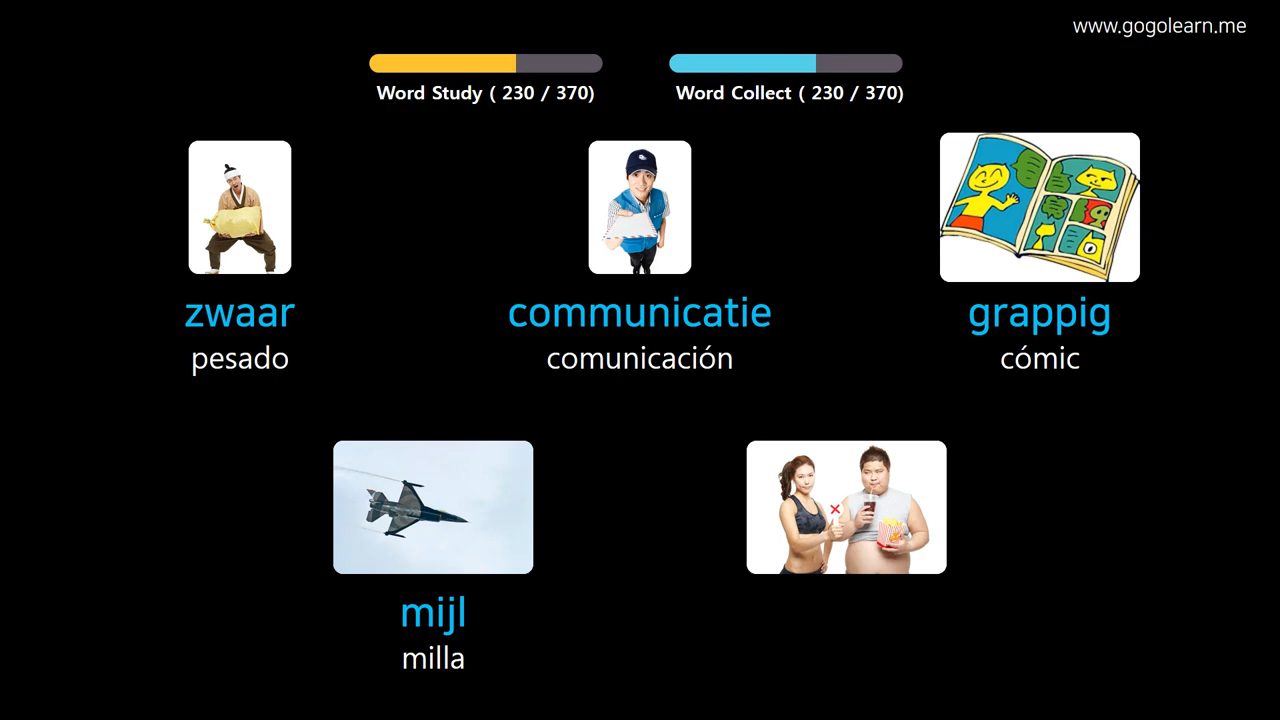 www.gogolearn.me
Word Study ( 230 / 370)
Word Collect ( 230 / 370)
zwaar
pesado
communicatie
comunicación
grappig
cómic
mijl
milla